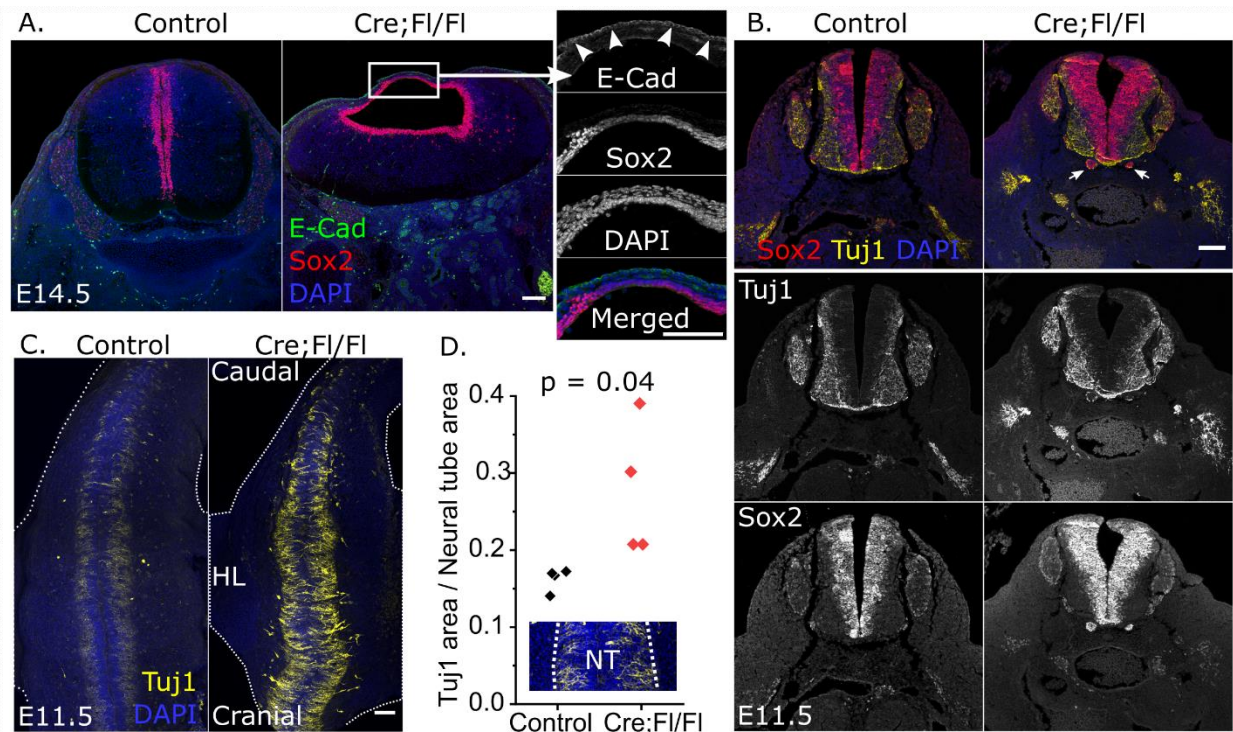 A. Control Cre;Fl/Fl
E-Cad
Sox2
DAPI
E14.5
E-Cad
Sox2
DAPI
Merged
B. Control Cre;Fl/Fl
Sox2 Tuj1 DAPI
Tuj1
Sox2
E11.5
C. Control Cre;Fl/Fl
Caudal
HL
Tuj1
DAPI
E11.5
Cranial
D.
p = 0.04
Tuj1 area / Neural tube area
0.4
0.3
0.2
0.1
0.0
NT
Control Cre;Fl/Fl